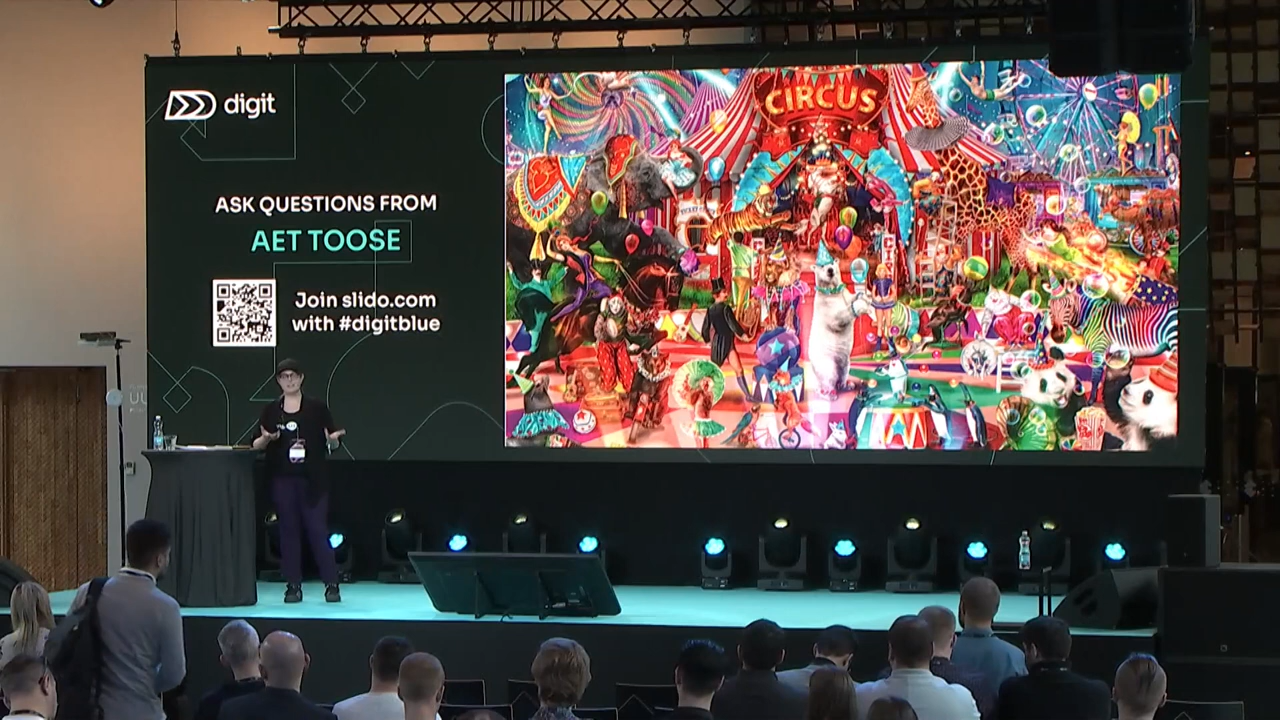 digit
ASK QUESTIONS FROM
AET TOOSE
Join slido.com
with #digitblue
CIRCUS